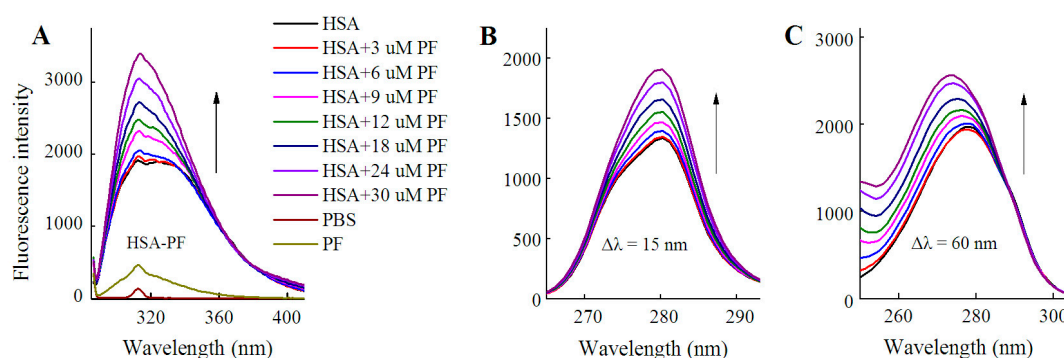 A
Fluorescence intensity
3000
2000
1000
0
320
360
400
Wavelength (nm)
HSA-PF
HSA
HSA+3 uM PF
HSA+6 uM PF
HSA+9 uM PF
HSA+12 uM PF
HSA+18 uM PF
HSA+24 uM PF
HSA+30 uM PF
PBS
PF
B
2000
1500
1000
500
0
270
280
290
Wavelength (nm)
Δλ = 15 nm
C
3000
2000
1000
0
260
280
300
Wavelength (nm)
Δλ = 60 nm